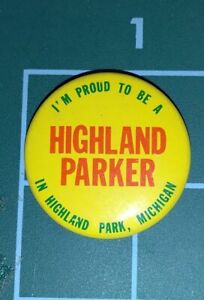 1
I'M PROUD TO BE A
HIGHLAND
PARKER
IN HIGHLAND PARK, MICHIGAN